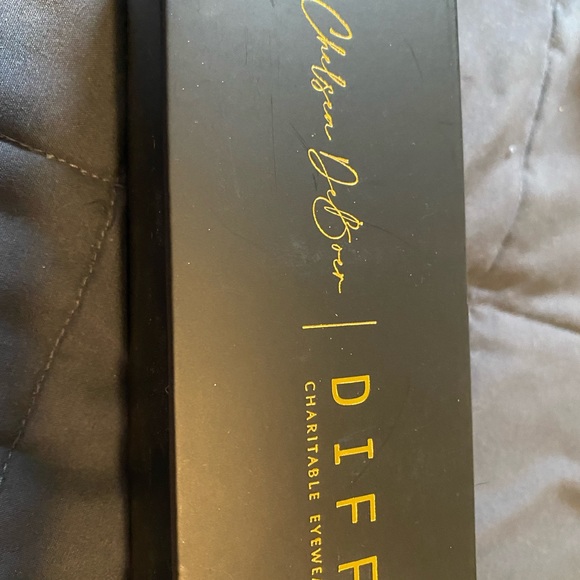 Chelsea DeBoer | DIFF
CHARITABLE EYEWEA